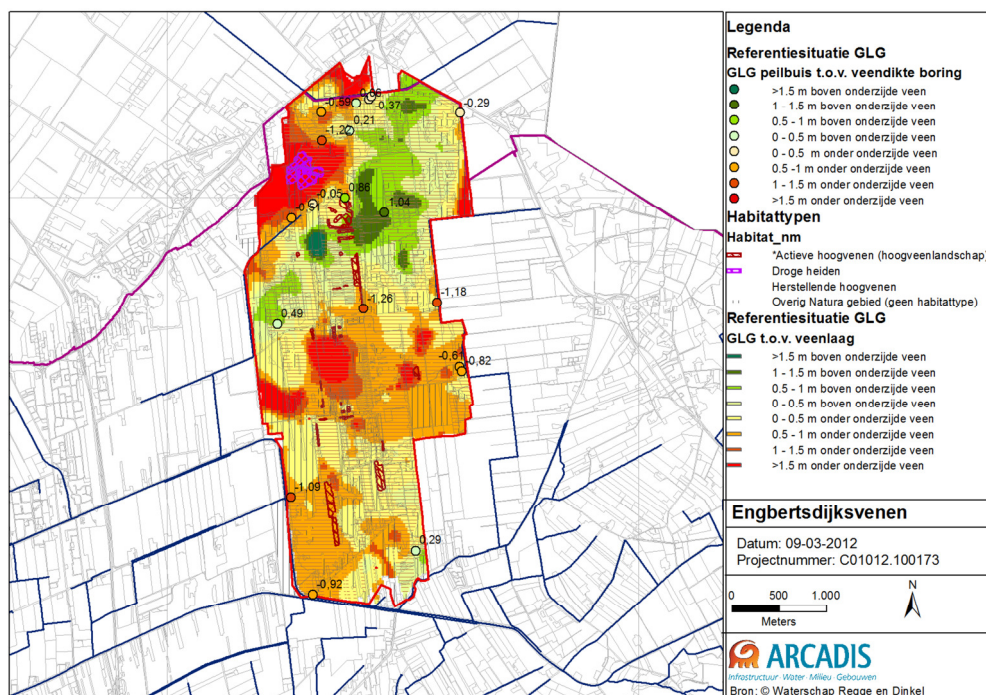 Legenda
Referentiesituatie GLG
GLG peilbuis t.o.v. veendikte boring
>1.5 m boven onderzijde veen
1 - 1.5 m boven onderzijde veen
0.5 - 1 m boven onderzijde veen
0 - 0.5 m boven onderzijde veen
0 - 0.5 m onder onderzijde veen
0.5 - 1 m onder onderzijde veen
1 - 1.5 m onder onderzijde veen
>1.5 m onder onderzijde veen
Habitattypen
Habitat_nm
*Actieve hoogvenen (hoogveenlandschap)
Droge heiden
Herstellende hoogvenen
Overig Natura gebied (geen habitattype)
Referentiesituatie GLG
GLG t.o.v. veenlaag
>1.5 m boven onderzijde veen
1 - 1.5 m boven onderzijde veen
0.5 - 1 m boven onderzijde veen
0 - 0.5 m boven onderzijde veen
0 - 0.5 m onder onderzijde veen
0.5 - 1 m onder onderzijde veen
1 - 1.5 m onder onderzijde veen
>1.5 m onder onderzijde veen
Engbertsdijksvenen
Datum: 09-03-2012
Projectnummer: C01012.100173
N
0 500 1.000
Meters
ARCADIS
Infrastructuur · Water · Milieu · Gebouwen
Bron: © Waterschap Regge en Dinkel
-0,59
-0,37
-0,29
0,21
-1,22
0,86
-0,05
1,04
-1,26
-1,18
0,49
-0,61
-0,82
-1,09
0,29
-0,92